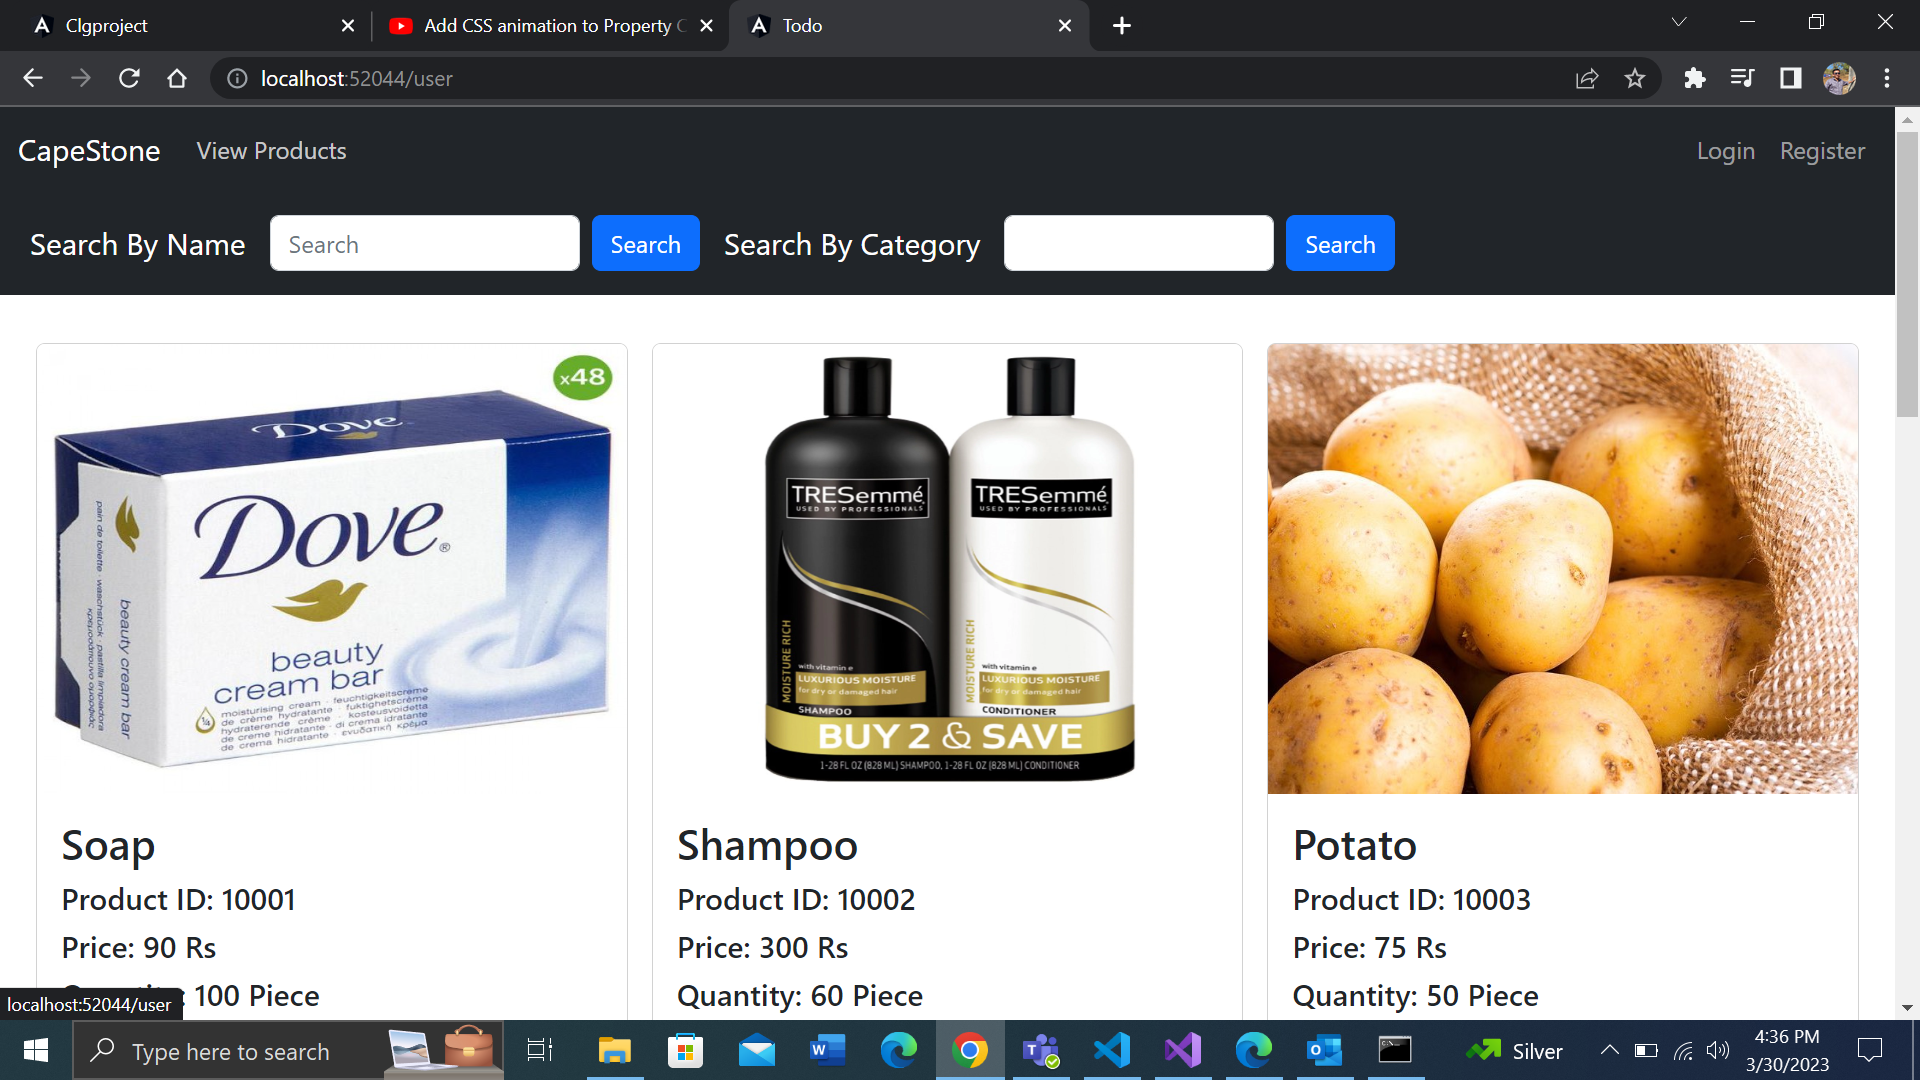 Clgproject
Add CSS animation to Property C
Todo
localhost:52044/user
CapeStone
View Products
Login
Register
Search By Name
Search
Search
Search By Category
Search
x48
Dove
Dove
beauty
cream bar
beauty cream bar
pain de toilette · waschstück · pastilla limpiadora
moisturising cream · feuchtigkeitscreme
de crème hydratante · fuktighetscrème
hydraterende crème · kosteusvoidetta
de creme hidratante · di crema idratante
de crema hidratante · ενυδατική κρέμα
1/4
TRESemmé
USED BY PROFESSIONALS
MOISTURE RICH
with vitamin e
LUXURIOUS MOISTURE
for dry or damaged hair
SHAMPOO
TRESemmé
USED BY PROFESSIONALS
MOISTURE RICH
with vitamin e
LUXURIOUS MOISTURE
for dry or damaged hair
CONDITIONER
BUY 2 & SAVE
1-28 FL OZ (828 ML) SHAMPOO, 1-28 FL OZ (828 ML) CONDITIONER
Soap
Product ID: 10001
Price: 90 Rs
: 100 Piece
Shampoo
Product ID: 10002
Price: 300 Rs
Quantity: 60 Piece
Potato
Product ID: 10003
Price: 75 Rs
Quantity: 50 Piece
localhost:52044/user
Type here to search
Silver
4:36 PM
3/30/2023